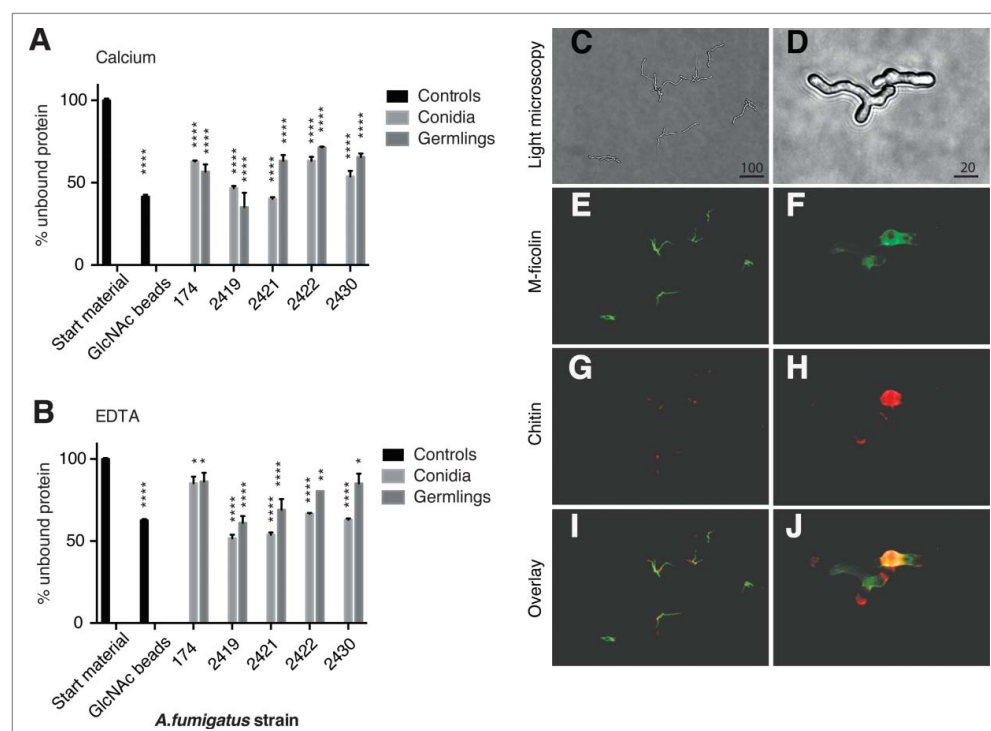 A
Calcium
% unbound protein
100
50
0
****
****
****
****
****
****
****
****
****
****
****
Controls
Conidia
Germlings
Start material
GlcNAc beads
174
2419
2421
2422
2430
B
EDTA
% unbound protein
100
50
0
****
*
*
****
****
****
****
****
**
****
*
Controls
Conidia
Germlings
Start material
GlcNAc beads
174
2419
2421
2422
2430
A.fumigatus strain
Light microscopy
C
100
D
20
M-ficolin
E
F
Chitin
G
H
Overlay
I
J